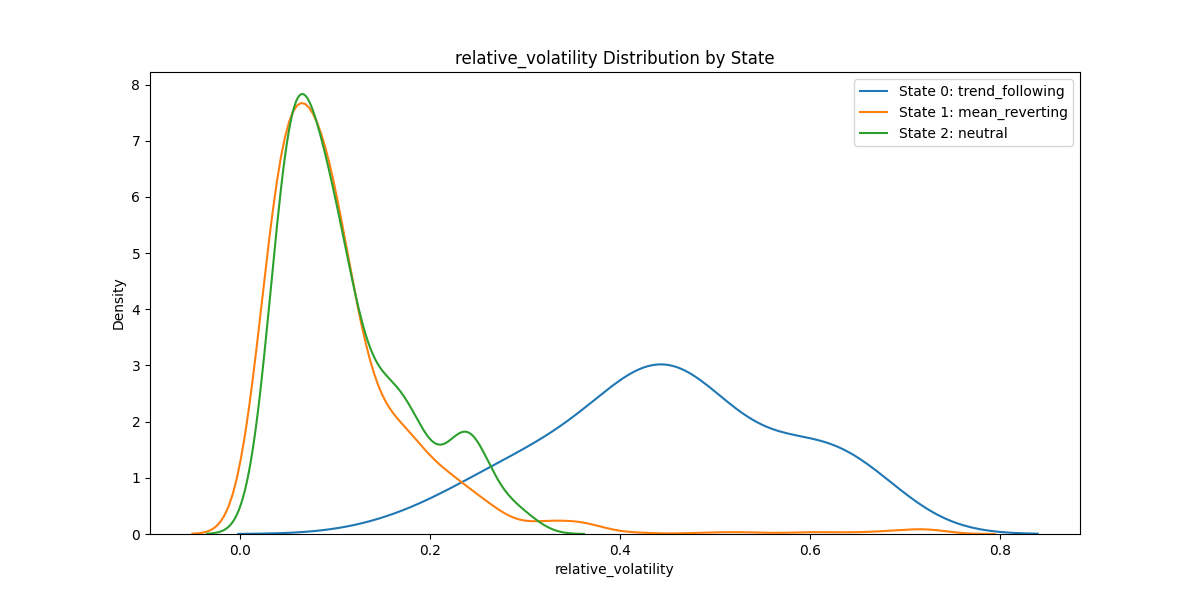 relative_volatility Distribution by State
State 0: trend_following
State 1: mean_reverting
State 2: neutral
Density
8
7
6
5
4
3
2
1
0
0.0 0.2 0.4 0.6 0.8
relative_volatility